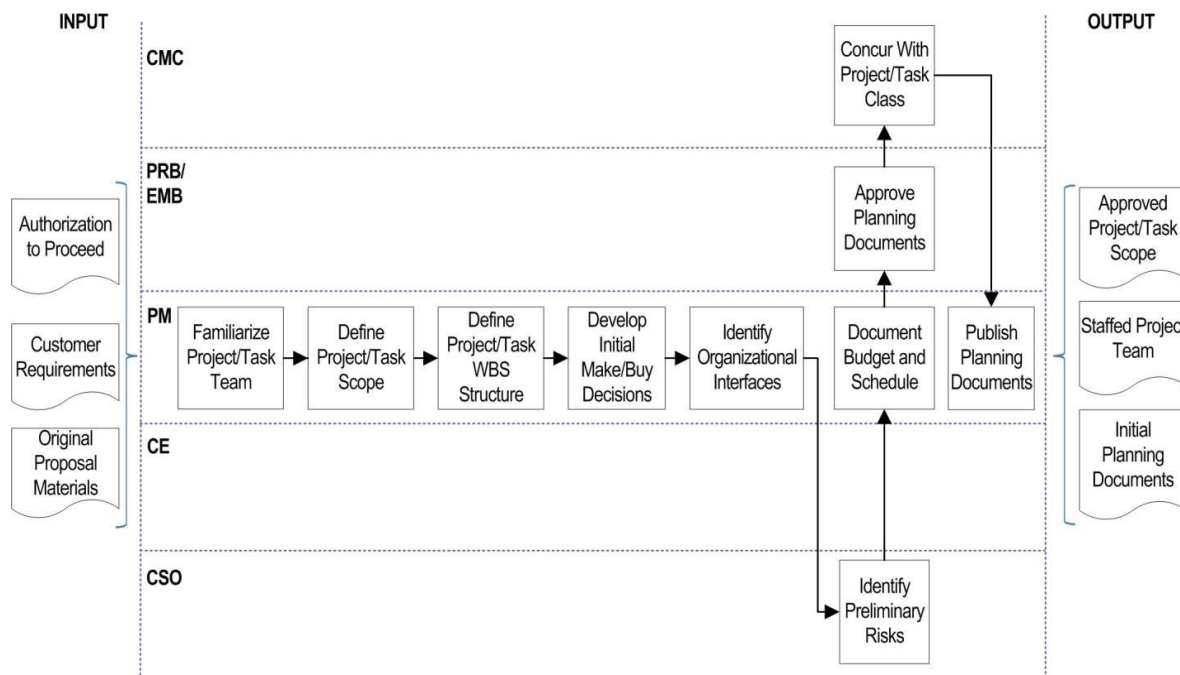 INPUT
Authorization
to Proceed
Customer
Requirements
Original
Proposal
Materials
CMC
Concur With
Project/Task
Class
PRB/
EMB
Approve
Planning
Documents
PM
Familiarize
Project/Task
Team
Define
Project/Task
Scope
Define
Project/Task
WBS
Structure
Develop
Initial
Make/Buy
Decisions
Identify
Organizational
Interfaces
Document
Budget and
Schedule
Publish
Planning
Documents
CE
CSO
Identify
Preliminary
Risks
OUTPUT
Approved
Project/Task
Scope
Staffed Project
Team
Initial
Planning
Documents